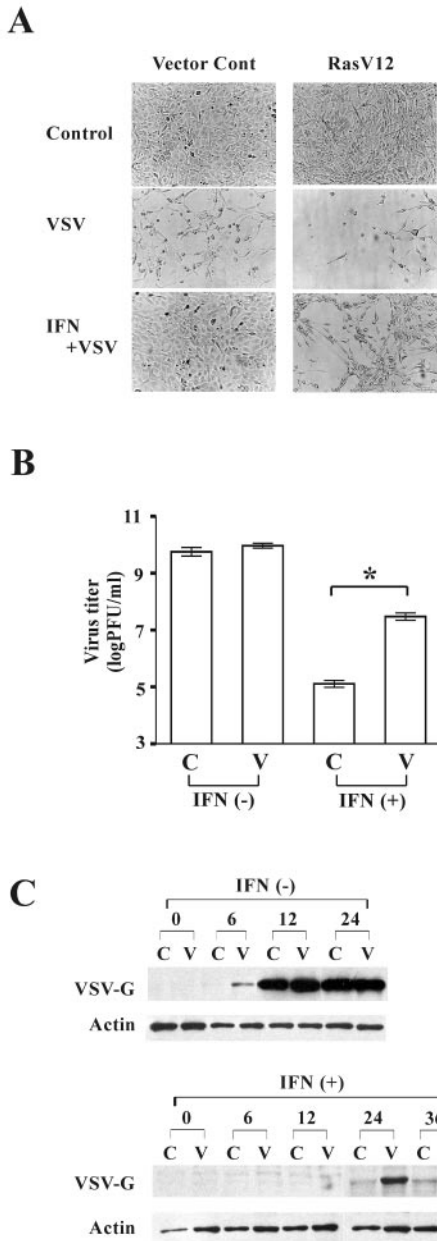 A
Vector Cont RasV12
Control
VSV
IFN
+VSV
B
Virus titer
(logPFU/ml)
11
9
7
5
3
*
C V C V
IFN (-) IFN (+)
C
IFN (-)
0 6 12 24
C V C V C V C V
VSV-G
Actin
IFN (+)
0 6 12 24
C V C V C V C V C
VSV-G
Actin